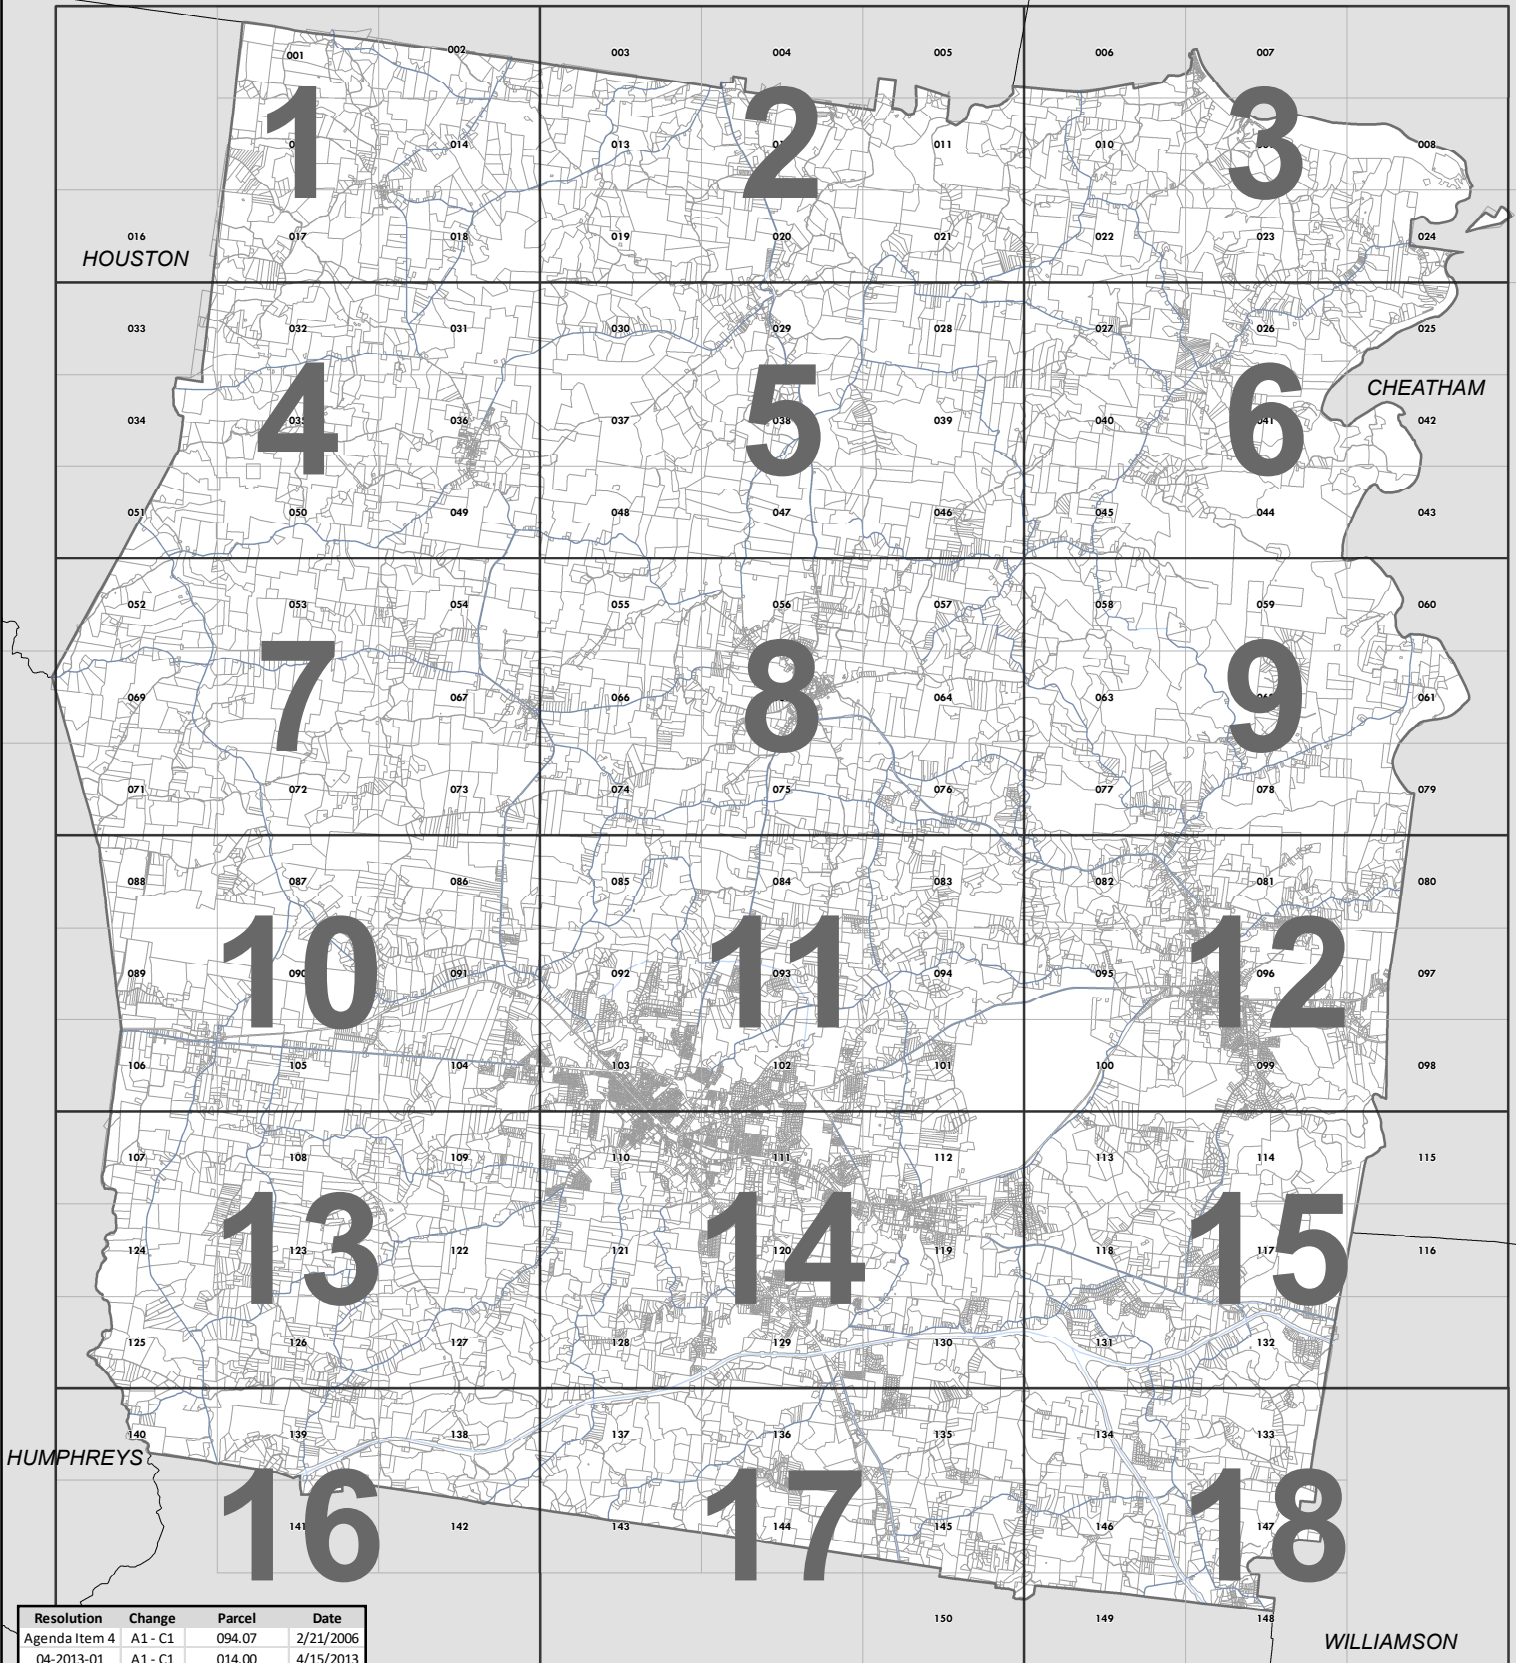 001 002 003 004 005 006 007
1 2 3
014 013 011 010 008
016 017 018 019 020 021 022 023 024
HOUSTON
033 032 031 030 029 028 027 026 025
CHEATHAM
4 5 6
034 036 037 038 039 040 041 042
051 050 049 048 047 046 045 044 043
052 053 054 055 056 057 058 059 060
7 8 9
069 067 066 064 063 061
071 072 073 074 075 076 077 078 079
088 087 086 085 084 083 082 081 080
10 11 12
089 090 091 092 093 094 095 096 097
106 105 104 103 102 101 100 099 098
107 108 109 110 111 112 113 114 115
13 14 15
124 123 122 121 120 119 118 117 116
125 126 127 128 129 130 131 132
140 139 138 137 136 135 134 133
HUMPHREYS
16 17 18
141 142 143 144 145 146 147
150 149 148
Resolution Change Parcel Date
Agenda Item 4 A1 - C1 094.07 2/21/2006
04-2013-01 A1 - C1 014.00 4/15/2013
WILLIAMSON